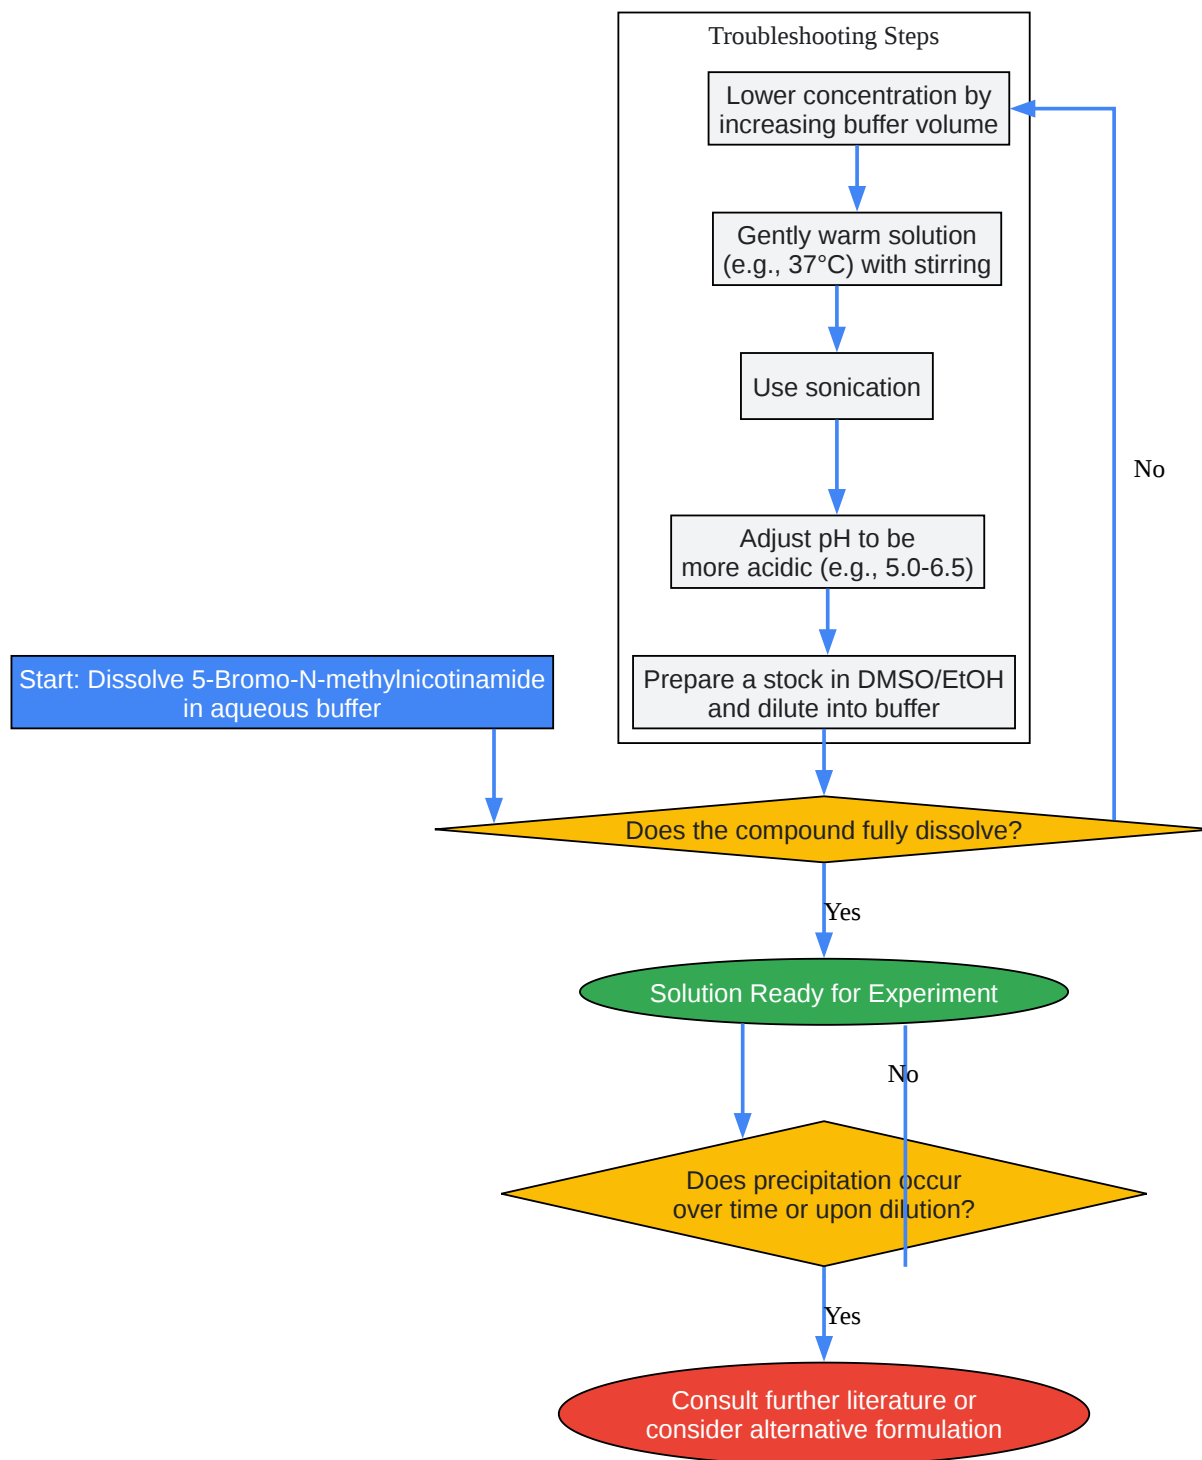 Troubleshooting Steps
Lower concentration by
increasing buffer volume
Gently warm solution
(e.g., 37°C) with stirring
Use sonication
No
Adjust pH to be
more acidic (e.g., 5.0-6.5)
Start: Dissolve 5-Bromo-N-methylnicotinamide
in aqueous buffer
Prepare a stock in DMSO/EtOH
and dilute into buffer
Does the compound fully dissolve?
Yes
Solution Ready for Experiment
No
Does precipitation occur
over time or upon dilution?
Yes
Consult further literature or
consider alternative formulation